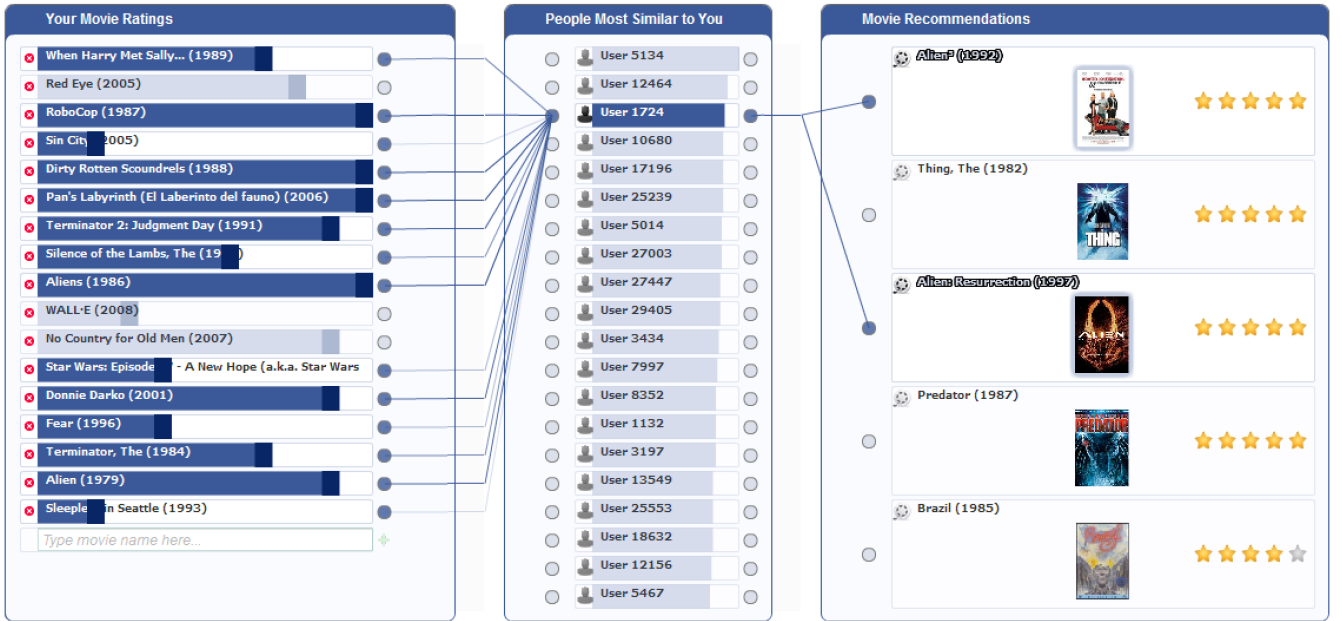 Your Movie Ratings
When Harry Met Sally... (1989)
Red Eye (2005)
RoboCop (1987)
Sin City 2005)
Dirty Rotten Scoundrels (1988)
Pan's Labyrinth (El Laberinto del fauno) (2006)
Terminator 2: Judgment Day (1991)
Silence of the Lambs, The (19 )
Aliens (1986)
WALL·E (2008)
No Country for Old Men (2007)
Star Wars: Episode - A New Hope (a.k.a. Star Wars
Donnie Darko (2001)
Fear (1996)
Terminator, The (1984)
Alien (1979)
Sleeple in Seattle (1993)
Type movie name here...
People Most Similar to You
User 5134
User 12464
User 1724
User 10680
User 17196
User 25239
User 5014
User 27003
User 27447
User 29405
User 3434
User 7997
User 8352
User 1132
User 3197
User 13549
User 25553
User 18632
User 12156
User 5467
Movie Recommendations
Alien³ (1992)
Thing, The (1982)
THING
Alien: Resurrection (1997)
ALIEN
Predator (1987)
PREDATOR
Brazil (1985)